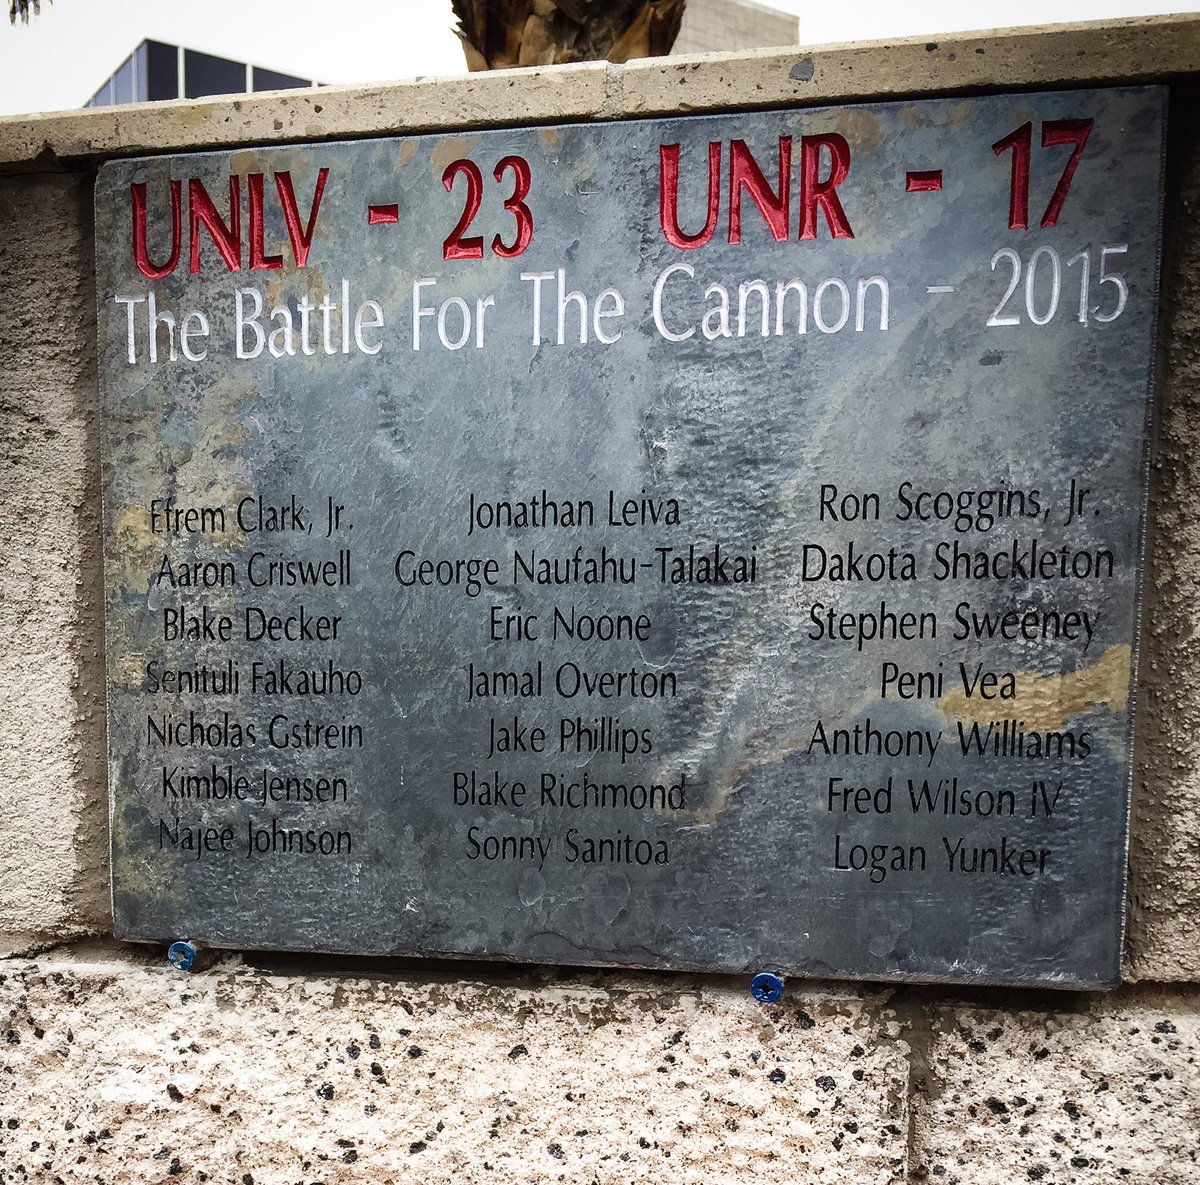 UNLV - 23 UNR - 17
The Battle For The Cannon - 2015
Efrem Clark, Jr.
Aaron Criswell
Blake Decker
Senituli Fakauho
Nicholas Gstrein
Kimble Jensen
Najee Johnson
Jonathan Leiva
George Naufahu-Talakai
Eric Noone
Jamal Overton
Jake Phillips
Blake Richmond
Sonny Sanitoa
Ron Scoggins, Jr.
Dakota Shackleton
Stephen Sweeney
Peni Vea
Anthony Williams
Fred Wilson IV
Logan Yunker